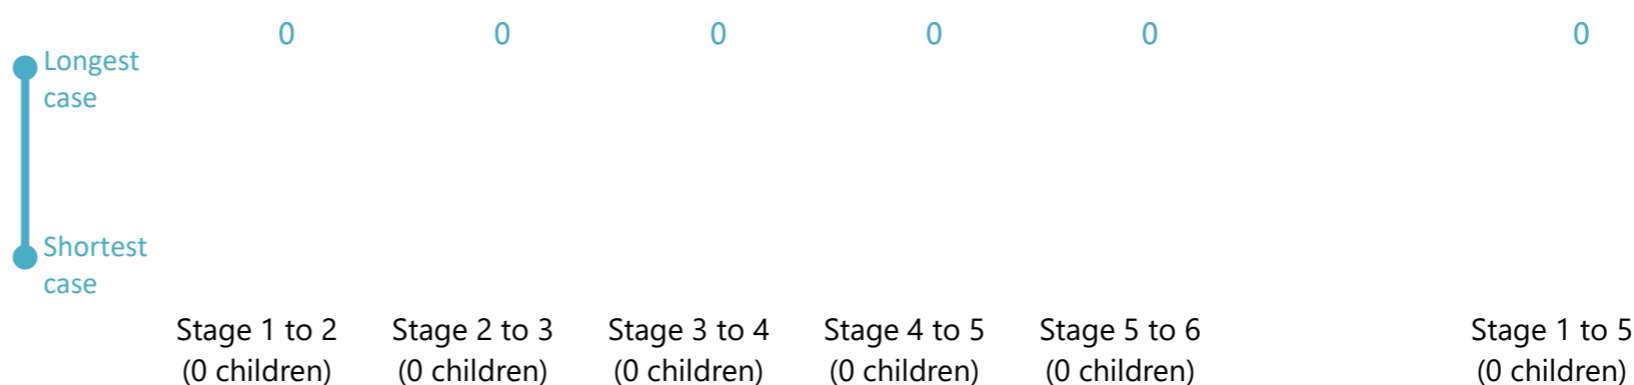 0 0 0 0 0 0
Longest
case
Shortest
case
Stage 1 to 2 Stage 2 to 3 Stage 3 to 4 Stage 4 to 5 Stage 5 to 6 Stage 1 to 5
(0 children) (0 children) (0 children) (0 children) (0 children) (0 children)